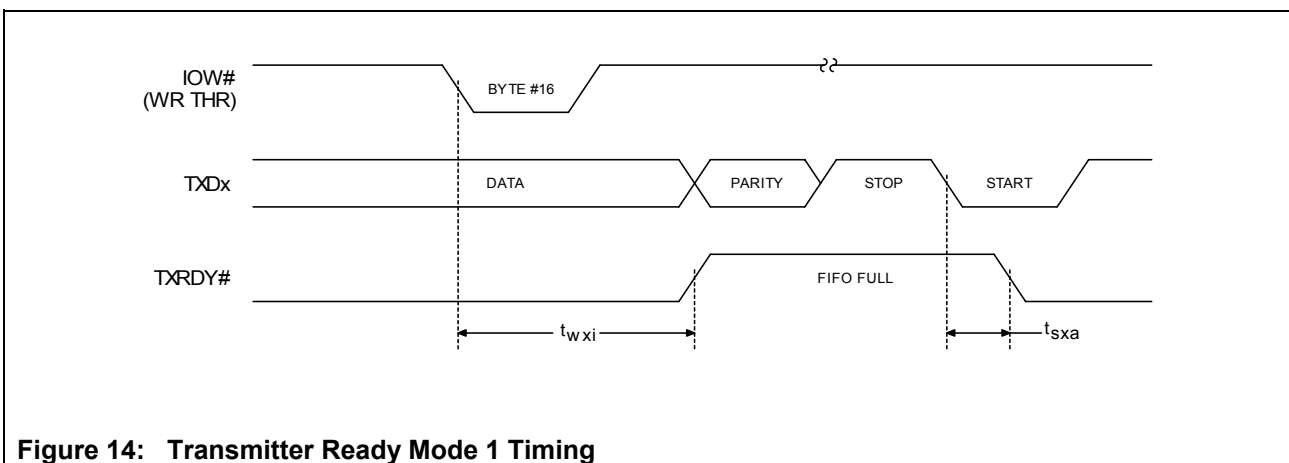 IOW#
(WR THR)
BYTE #16
TXDx
DATA
PARITY
STOP
START
TXRDY#
FIFO FULL
twxi
tsxa
Figure 14: Transmitter Ready Mode 1 Timing